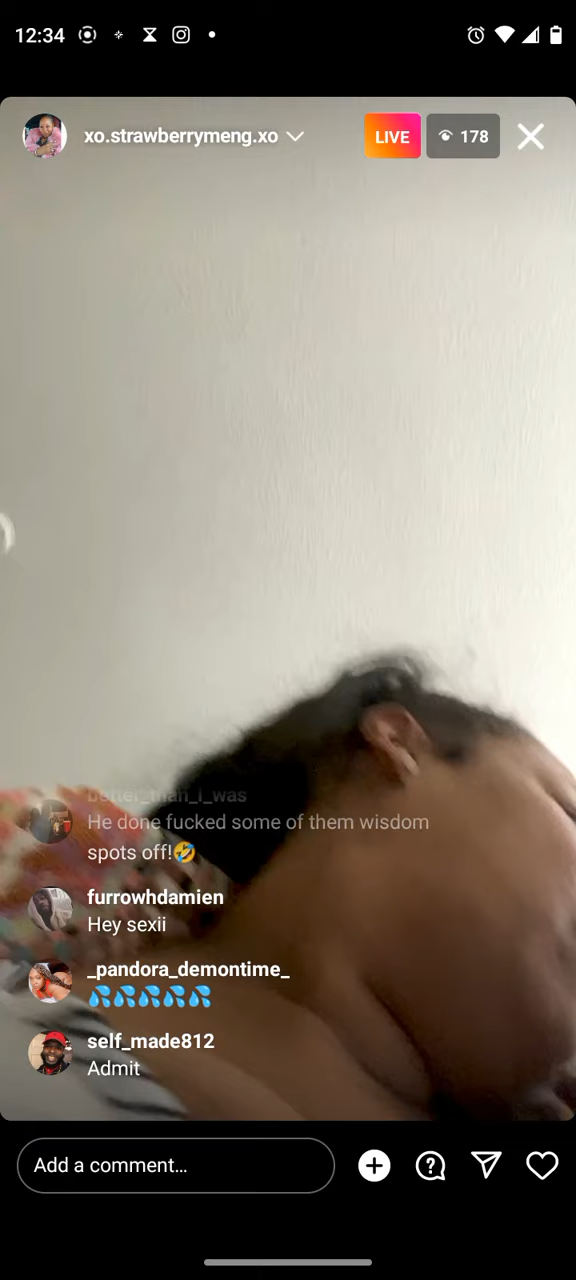 12:34
xo.strawberrymeng.xo
LIVE
178
better_than_i_was
He done fucked some of them wisdom
spots off!🤣
furrowhdamien
Hey sexii
_pandora_demontime_
💦💦💦💦💦
self_made812
Admit
Add a comment…